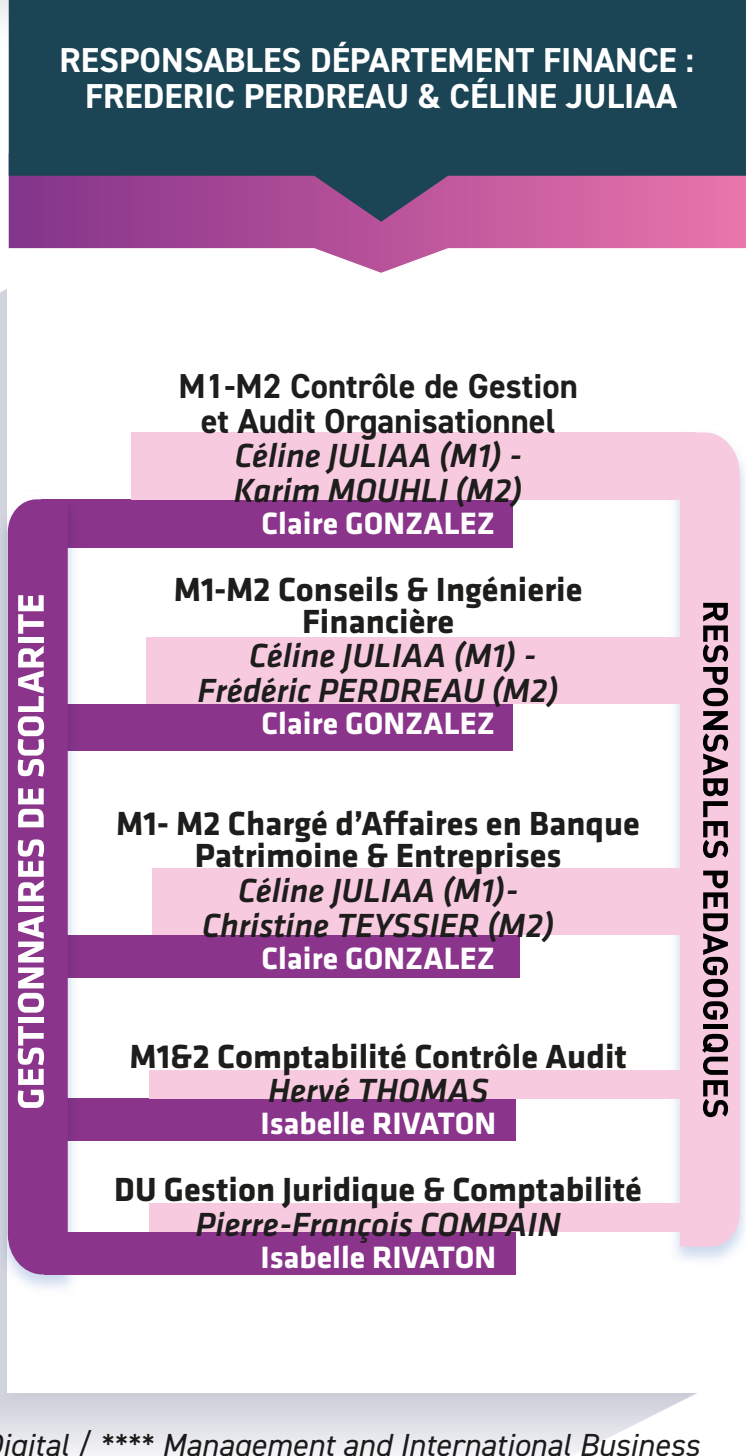 RESPONSABLES DÉPARTEMENT FINANCE :
FREDERIC PERDREAU & CÉLINE JULIAA
M1-M2 Contrôle de Gestion
et Audit Organisationnel
Céline JULIAA (M1) -
Karim MOUHLI (M2)
Claire GONZALEZ
M1-M2 Conseils & Ingénierie
Financière
Céline JULIAA (M1) -
Frédéric PERDREAU (M2)
Claire GONZALEZ
M1- M2 Chargé d’Affaires en Banque
Patrimoine & Entreprises
Céline JULIAA (M1)-
Christine TEYSSIER (M2)
Claire GONZALEZ
M1&2 Comptabilité Contrôle Audit
Hervé THOMAS
Isabelle RIVATON
DU Gestion Juridique & Comptabilité
Pierre-François COMPAIN
Isabelle RIVATON
GESTIONNAIRES DE SCOLARITE
RESPONSABLES PEDAGOGIQUES
Digital / **** Management and International Business